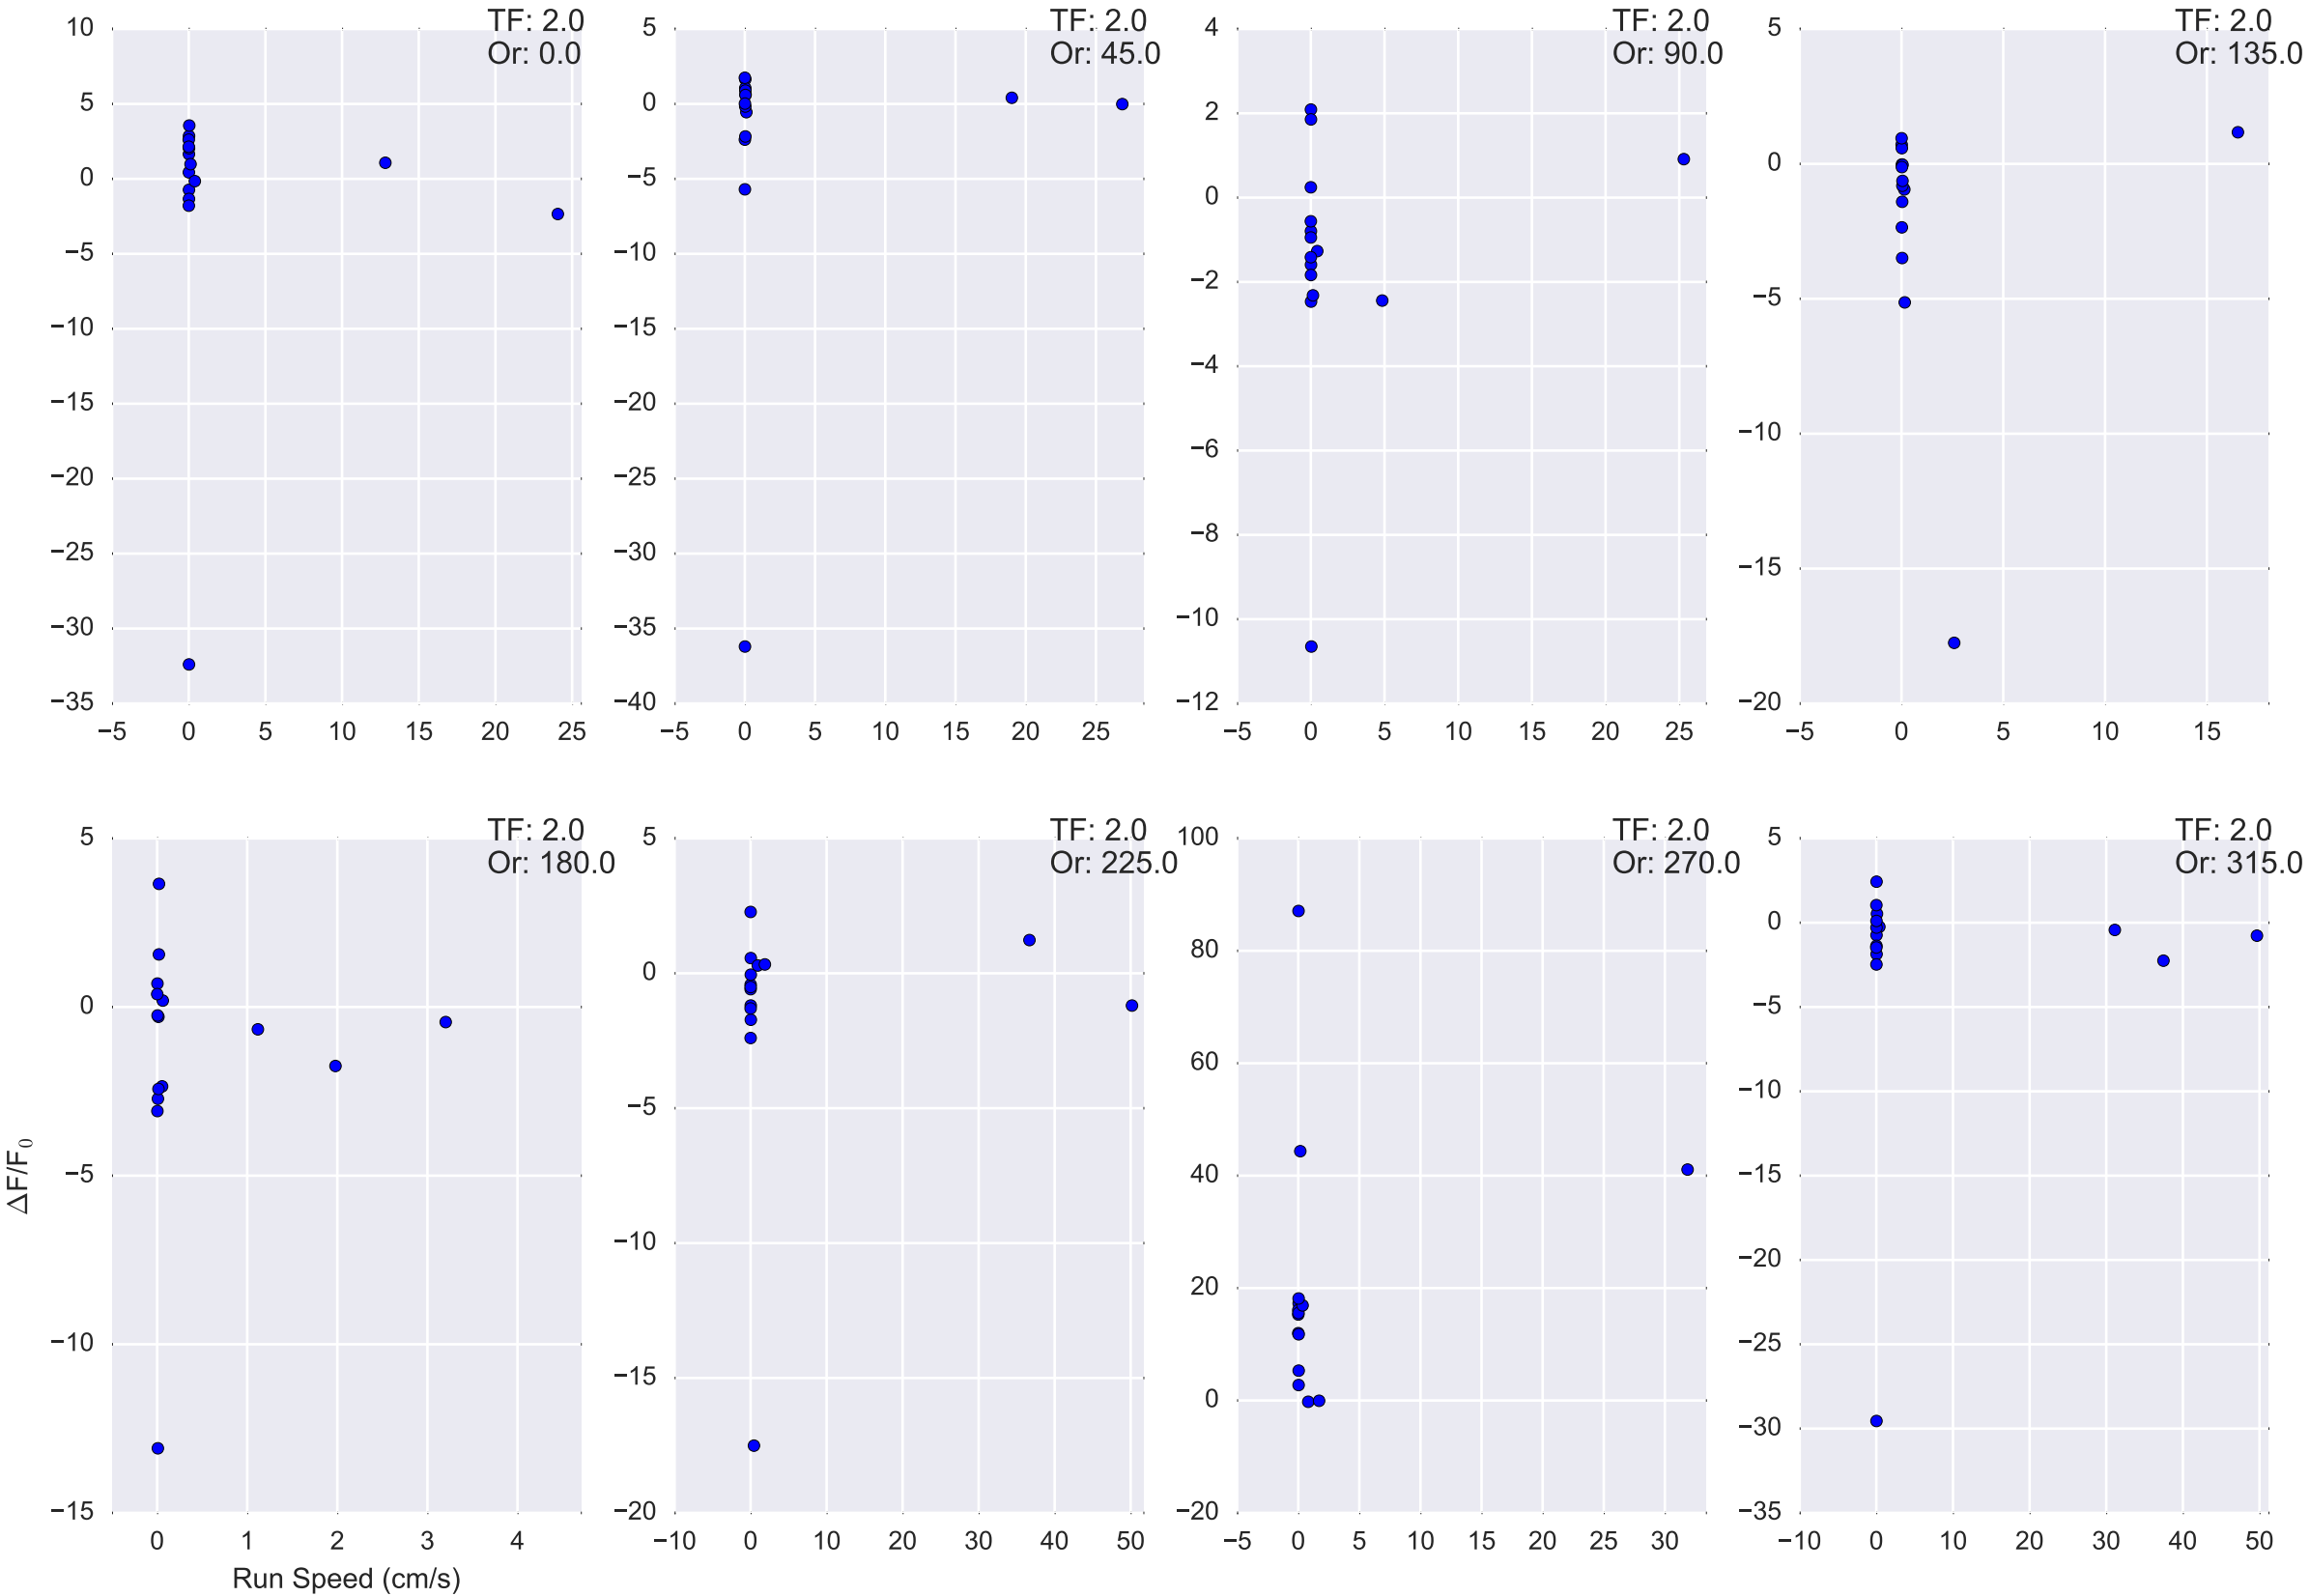 TF: 2.0
Or: 0.0
10
5
0
−5
−10
−15
−20
−25
−30
−35
−5 0 5 10 15 20 25
TF: 2.0
Or: 45.0
5
0
−5
−10
−15
−20
−25
−30
−35
−40
−5 0 5 10 15 20 25
TF: 2.0
Or: 90.0
4
2
0
−2
−4
−6
−8
−10
−12
−5 0 5 10 15 20 25
TF: 2.0
Or: 135.0
5
0
−5
−10
−15
−20
−5 0 5 10 15
TF: 2.0
Or: 180.0
5
0
−5
−10
−15
0 1 2 3 4
ΔF/F0
Run Speed (cm/s)
TF: 2.0
Or: 225.0
5
0
−5
−10
−15
−20
−10 0 10 20 30 40 50
TF: 2.0
Or: 270.0
100
80
60
40
20
0
−20
−5 0 5 10 15 20 25 30
TF: 2.0
Or: 315.0
5
0
−5
−10
−15
−20
−25
−30
−35
−10 0 10 20 30 40 50